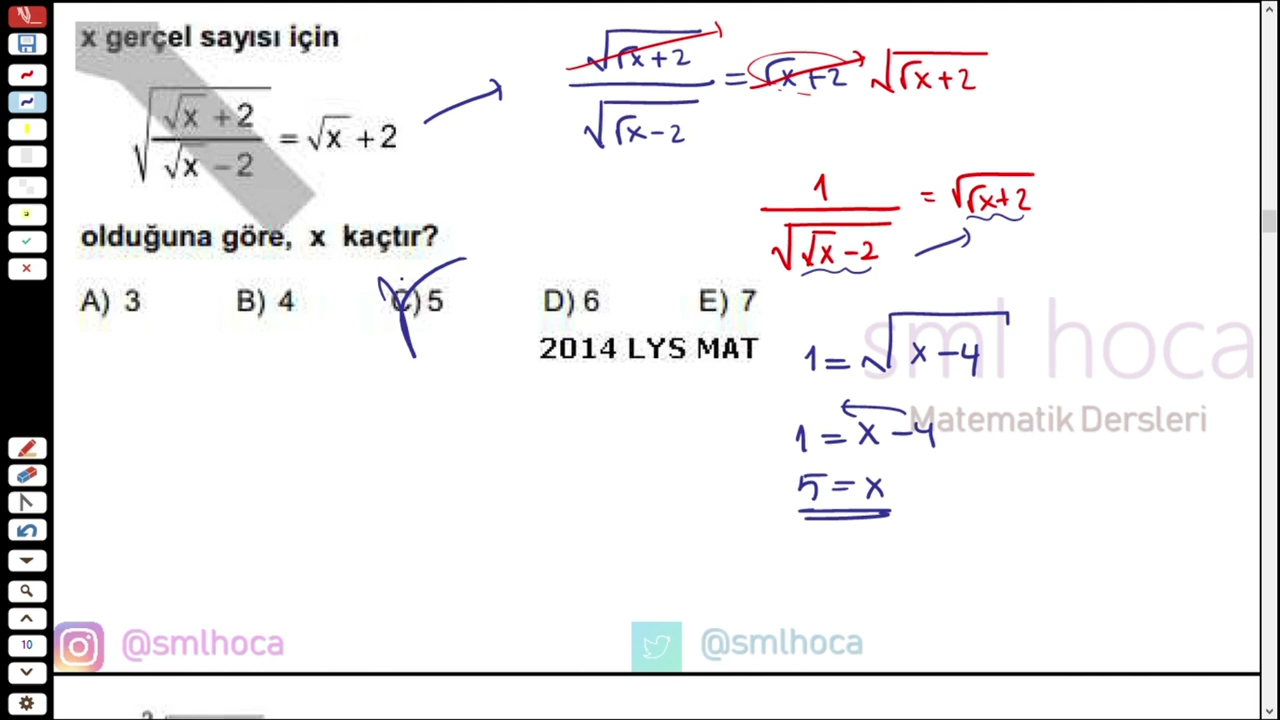 x gerçel sayısı için
√((√x + 2)/(√x − 2)) = √x + 2
olduğuna göre, x kaçtır?
A) 3 B) 4 C) 5 D) 6 E) 7
2014 LYS MAT
√(√x+2) / √(√x−2) = √x+2 √(√x+2)
1 / √(√x−2) = √(√x+2)
1 = √(x−4)
1 = x−4
5 = x
sml hoca
Matematik Dersleri
@smlhoca
@smlhoca
10